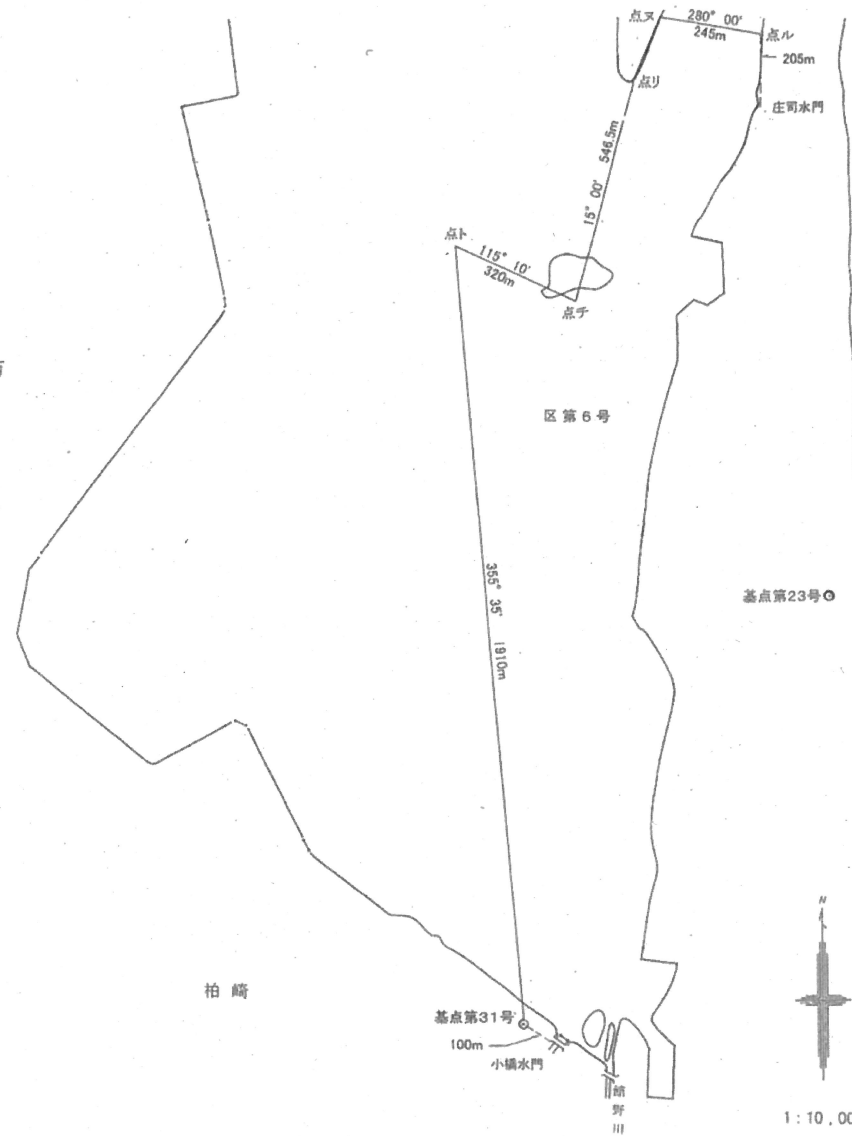 点ヌ
280° 00'
245m
点ル
205m
点リ
庄司水門
546.5m
15° 00'
点ト
115° 10'
320m
点チ
区第6号
355° 35'
1910m
基点第23号
N
柏崎
基点第31号
100m
小橋水門
野川
1:10,00